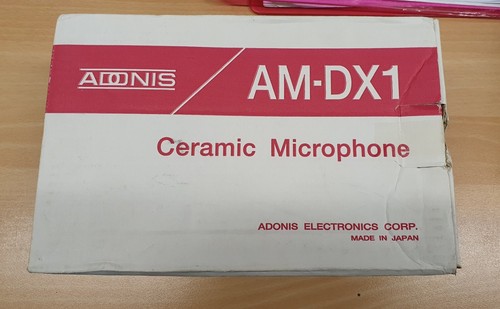 ADONIS
AM-DX1
Ceramic Microphone
ADONIS ELECTRONICS CORP.
MADE IN JAPAN